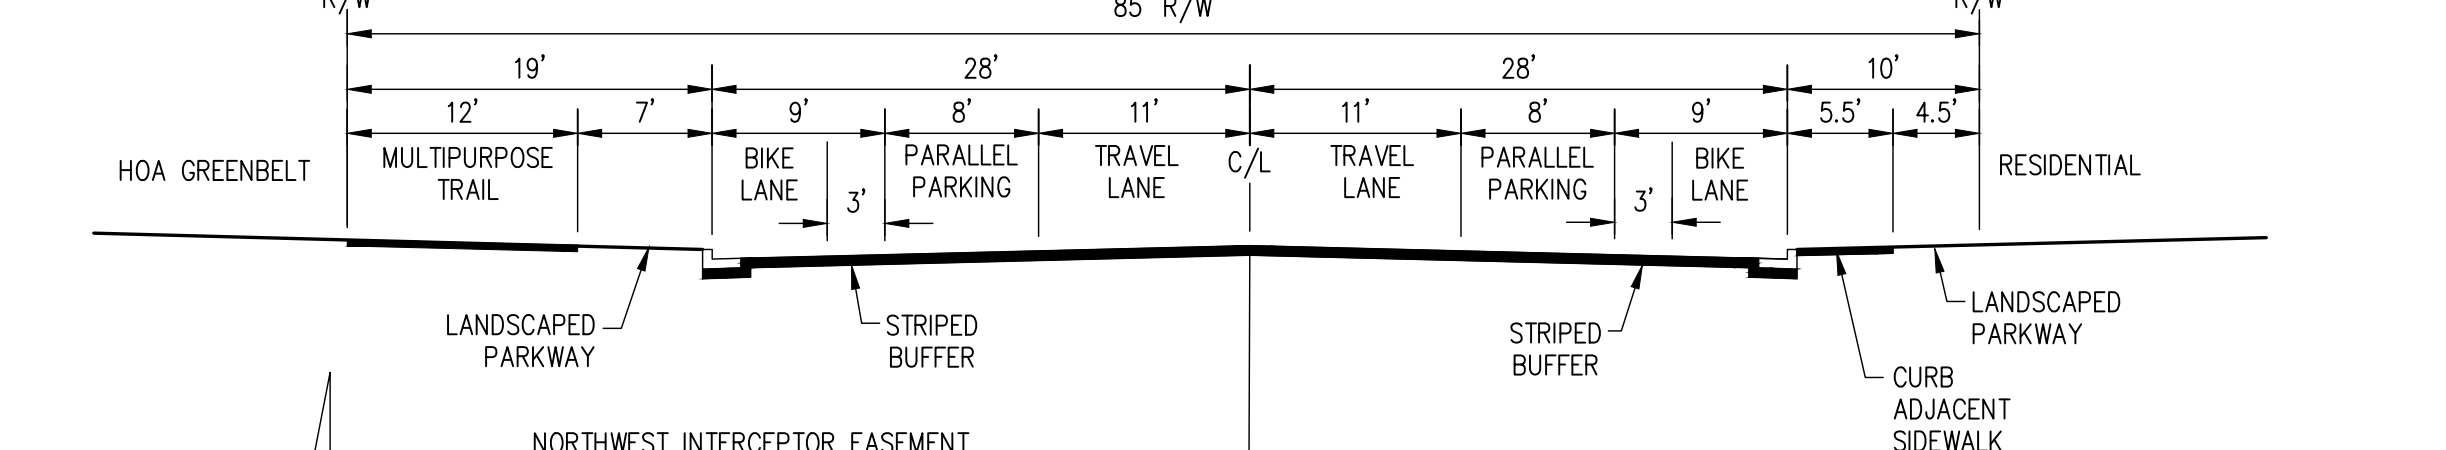 R/W
85' R/W
R/W
19'
28'
28'
10'
12'
7'
9'
8'
11'
11'
8'
9'
5.5'
4.5'
HOA GREENBELT
MULTIPURPOSE
TRAIL
BIKE
LANE
3'
PARALLEL
PARKING
TRAVEL
LANE
C/L
TRAVEL
LANE
PARALLEL
PARKING
3'
BIKE
LANE
RESIDENTIAL
LANDSCAPED
PARKWAY
STRIPED
BUFFER
STRIPED
BUFFER
LANDSCAPED
PARKWAY
CURB
ADJACENT
SIDEWALK
NORTHWEST INTERCEPTOR EASEMENT